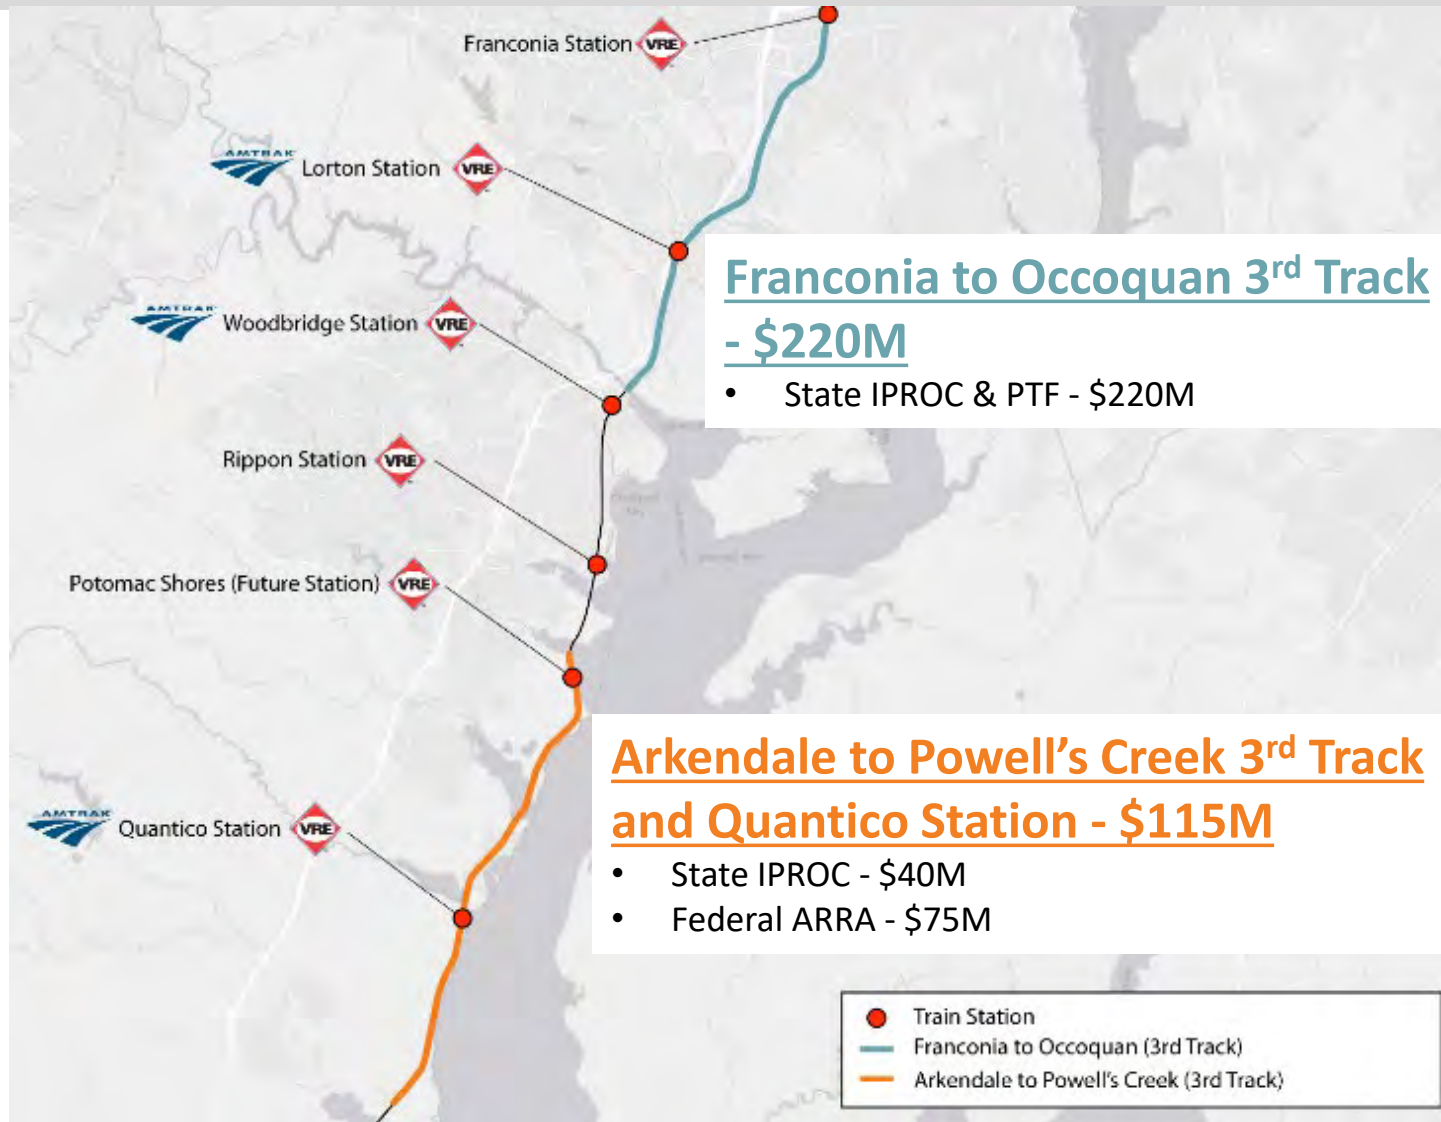 Franconia Station VRE
AMTRAK Lorton Station VRE
Franconia to Occoquan 3rd Track
- $220M
• State IPROC & PTF - $220M
AMTRAK Woodbridge Station VRE
Rippon Station VRE
Potomac Shores (Future Station) VRE
Arkendale to Powell’s Creek 3rd Track
and Quantico Station - $115M
• State IPROC - $40M
• Federal ARRA - $75M
AMTRAK Quantico Station VRE
Train Station
Franconia to Occoquan (3rd Track)
Arkendale to Powell's Creek (3rd Track)